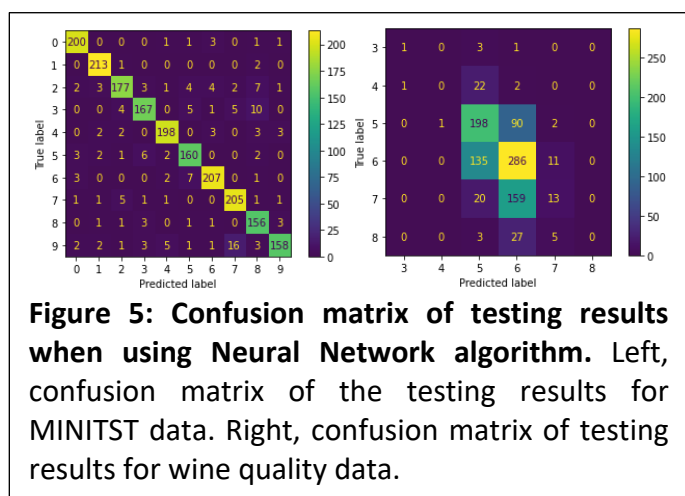 0 200 0 0 0 1 1 3 0 1 1
1 0 213 1 0 0 0 0 0 2 0
2 2 3 177 3 1 4 4 2 7 1
3 0 0 4 167 0 5 1 5 10 0
4 0 2 2 0 198 0 3 0 3 3
5 3 2 1 6 2 160 0 0 2 0
6 3 0 0 0 2 7 207 1 0 0
7 1 1 5 1 1 0 0 205 1 1
8 0 1 1 3 0 1 1 0 156 3
9 2 2 1 3 5 1 1 16 3 158
0 1 2 3 4 5 6 7 8 9
True label
Predicted label
200
175
150
125
100
75
50
25
0
3 1 0 3 1 0 0
4 1 0 22 2 0 0
5 0 1 198 90 2 0
6 0 0 135 286 11 0
7 0 0 20 159 13 0
8 0 0 3 27 5 0
3 4 5 6 7 8
True label
Predicted label
250
200
150
100
50
0
Figure 5: Confusion matrix of testing results
when using Neural Network algorithm. Left,
confusion matrix of the testing results for
MINITST data. Right, confusion matrix of testing
results for wine quality data.